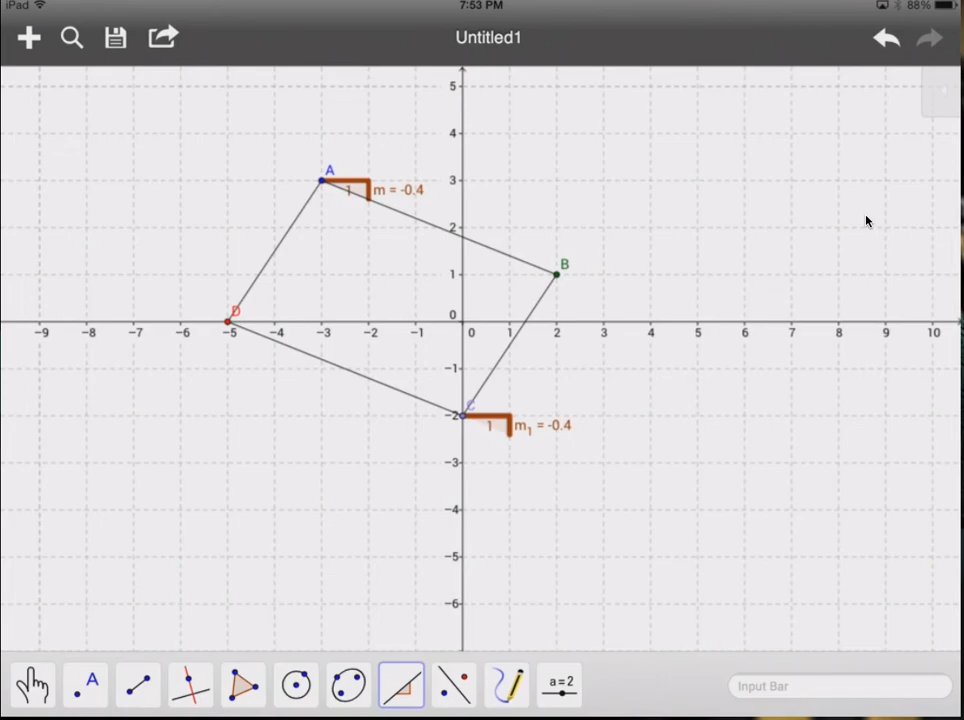 iPad 7:53 PM 88%
Untitled1
5
4
A
3
1 m = -0.4
2
B
1
D
0
-9 -8 -7 -6 -5 -4 -3 -2 -1 0 1 2 3 4 5 6 7 8 9 10
-1
C
-2
1 m₁ = -0.4
-3
-4
-5
-6
A
a=2
Input Bar